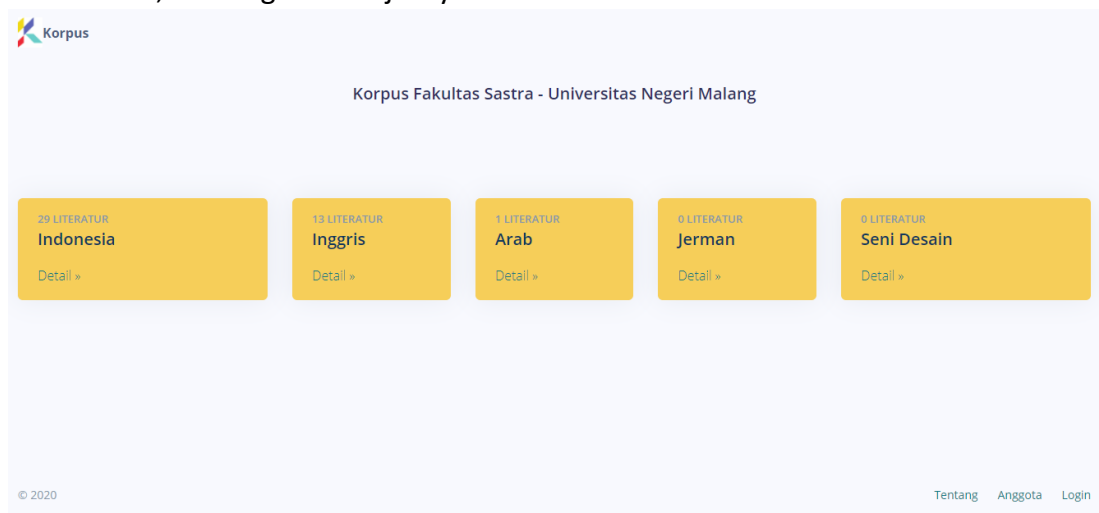 Korpus
Korpus Fakultas Sastra - Universitas Negeri Malang
29 LITERATUR
Indonesia
Detail »
13 LITERATUR
Inggris
Detail »
1 LITERATUR
Arab
Detail »
0 LITERATUR
Jerman
Detail »
0 LITERATUR
Seni Desain
Detail »
© 2020
Tentang Anggota Login